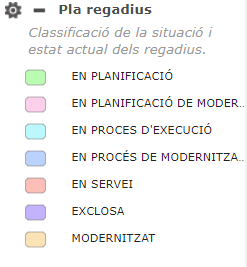 Pla regadius
Classificació de la situació i
estat actual dels regadius.
EN PLANIFICACIÓ
EN PLANIFICACIÓ DE MODER..
EN PROCES D'EXECUCIÓ
EN PROCÉS DE MODERNITZA..
EN SERVEI
EXCLOSA
MODERNITZAT